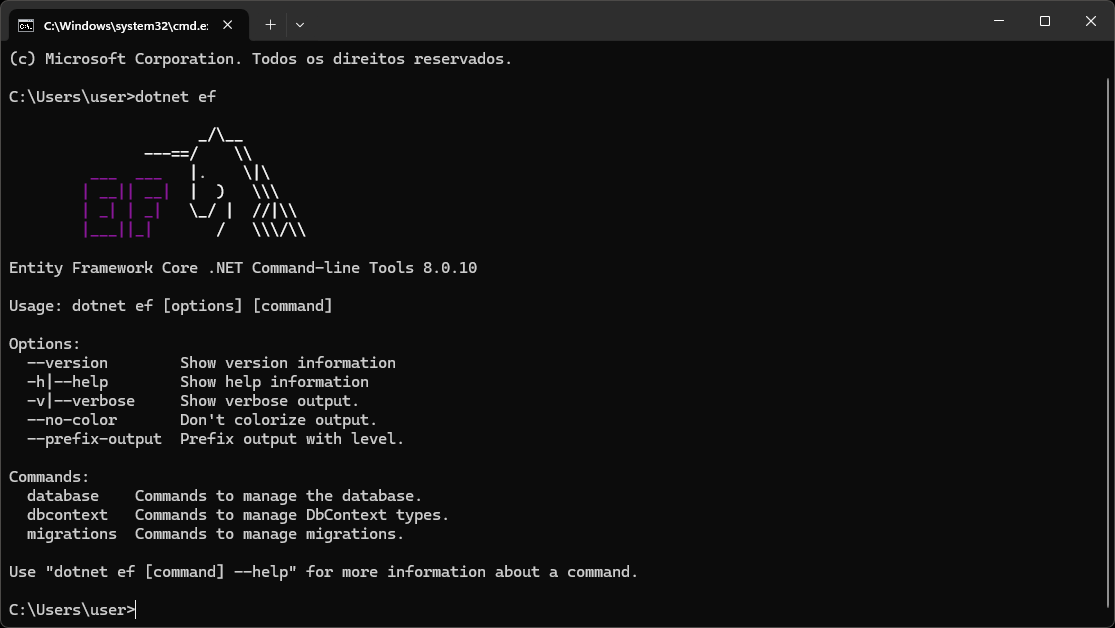 C:\Windows\system32\cmd.e
(c) Microsoft Corporation. Todos os direitos reservados.
C:\Users\user>dotnet ef
                     _/\__
               ---==/    \\
         ___  ___   |.    \|\
        | __|| __|  |  )   \\\
        | _| | _|   \_/ |  //|\\
        |___||_|       /   \\\/\\
Entity Framework Core .NET Command-line Tools 8.0.10
Usage: dotnet ef [options] [command]
Options:
  --version        Show version information
  -h|--help        Show help information
  -v|--verbose     Show verbose output.
  --no-color       Don't colorize output.
  --prefix-output  Prefix output with level.
Commands:
  database    Commands to manage the database.
  dbcontext   Commands to manage DbContext types.
  migrations  Commands to manage migrations.
Use "dotnet ef [command] --help" for more information about a command.
C:\Users\user>